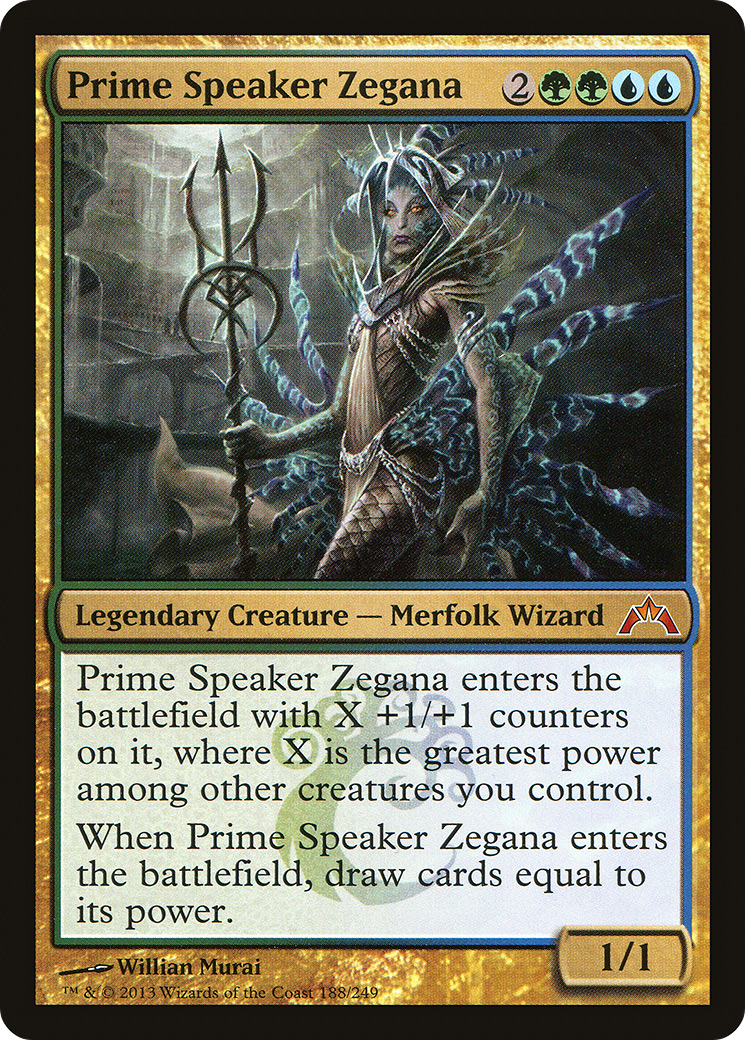 Prime Speaker Zegana 2
Legendary Creature — Merfolk Wizard
Prime Speaker Zegana enters the
battlefield with X +1/+1 counters
on it, where X is the greatest power
among other creatures you control.
When Prime Speaker Zegana enters
the battlefield, draw cards equal to
its power.
1/1
Willian Murai
™ & © 2013 Wizards of the Coast 188/249